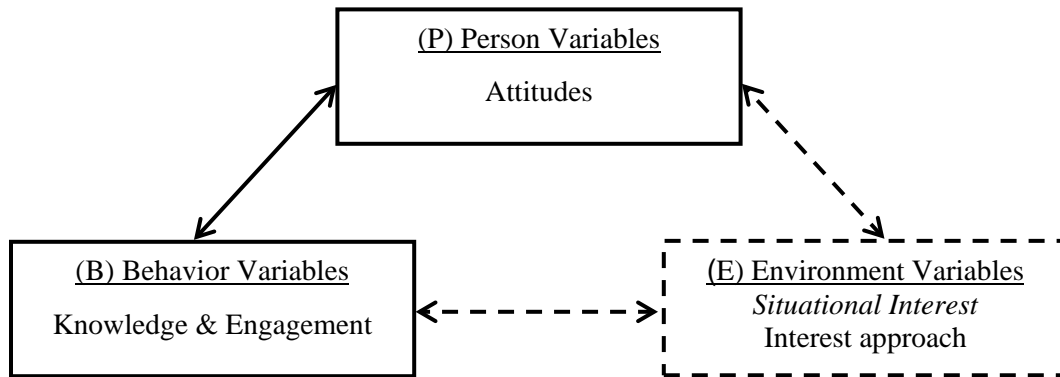 (P) Person Variables
Attitudes
(B) Behavior Variables
Knowledge & Engagement
(E) Environment Variables
Situational Interest
Interest approach